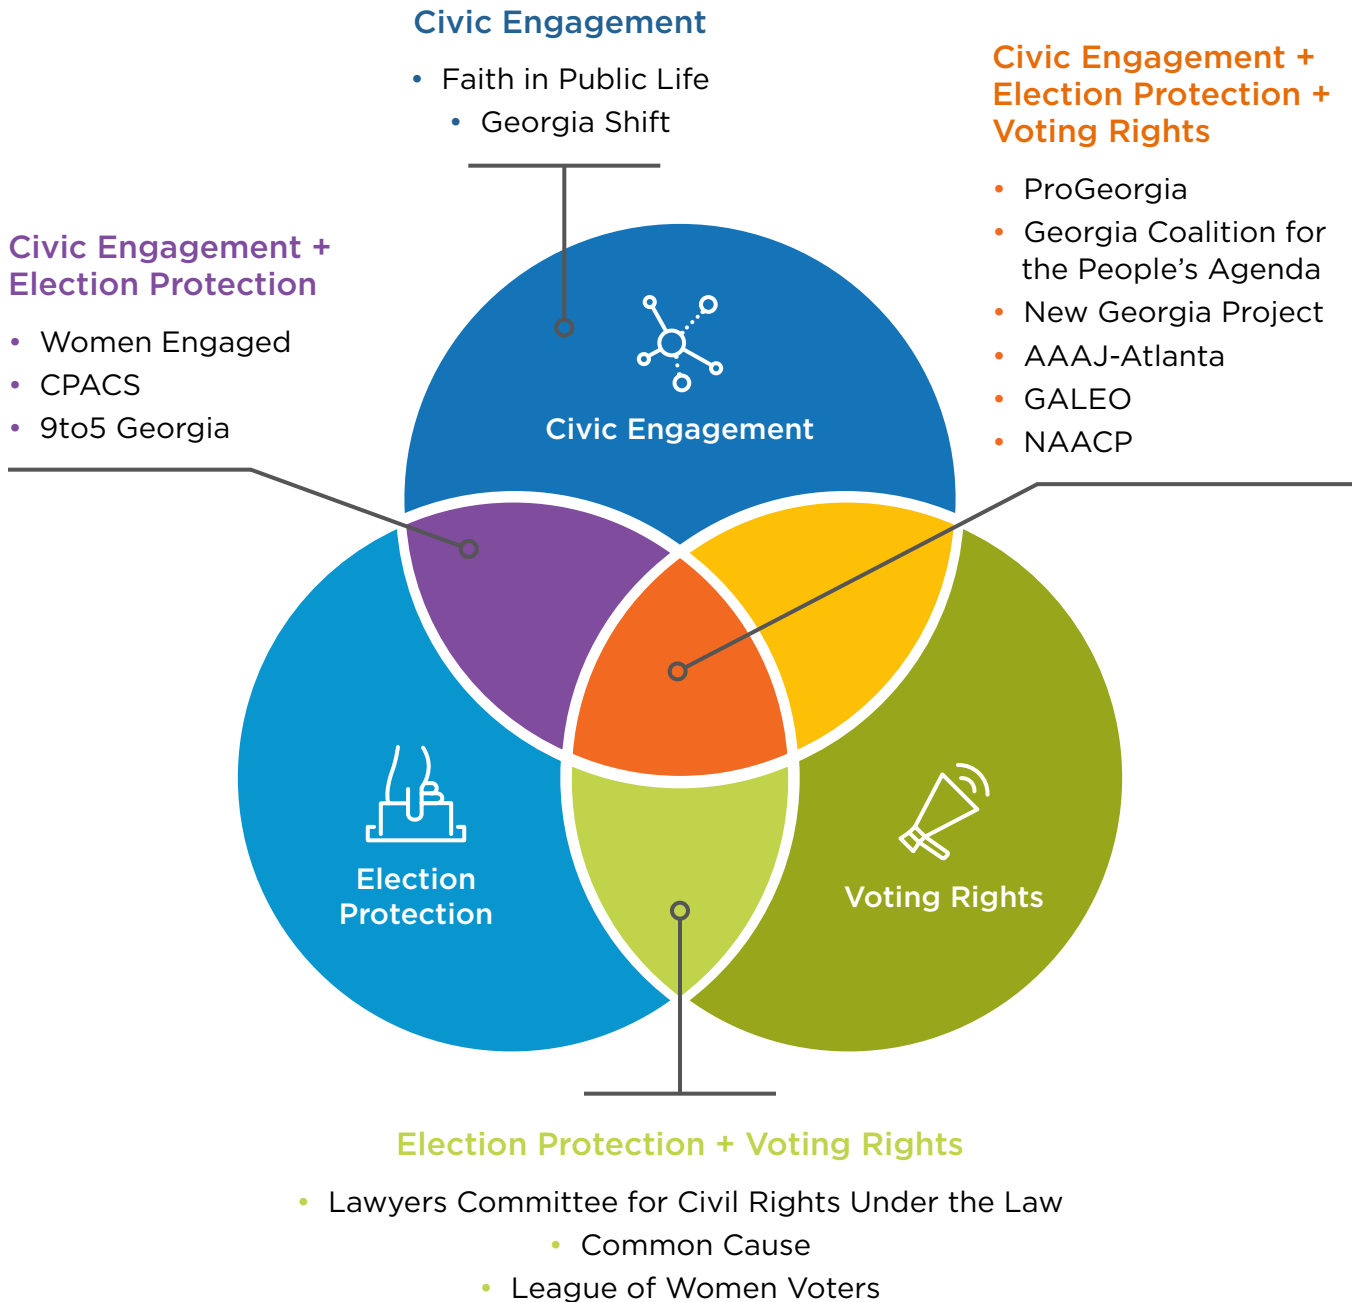 Civic Engagement
• Faith in Public Life
• Georgia Shift
Civic Engagement +
Election Protection +
Voting Rights
• ProGeorgia
• Georgia Coalition for
the People’s Agenda
• New Georgia Project
• AAAJ-Atlanta
• GALEO
• NAACP
Civic Engagement +
Election Protection
• Women Engaged
• CPACS
• 9to5 Georgia
Civic Engagement
Election
Protection
Voting Rights
Election Protection + Voting Rights
• Lawyers Committee for Civil Rights Under the Law
• Common Cause
• League of Women Voters